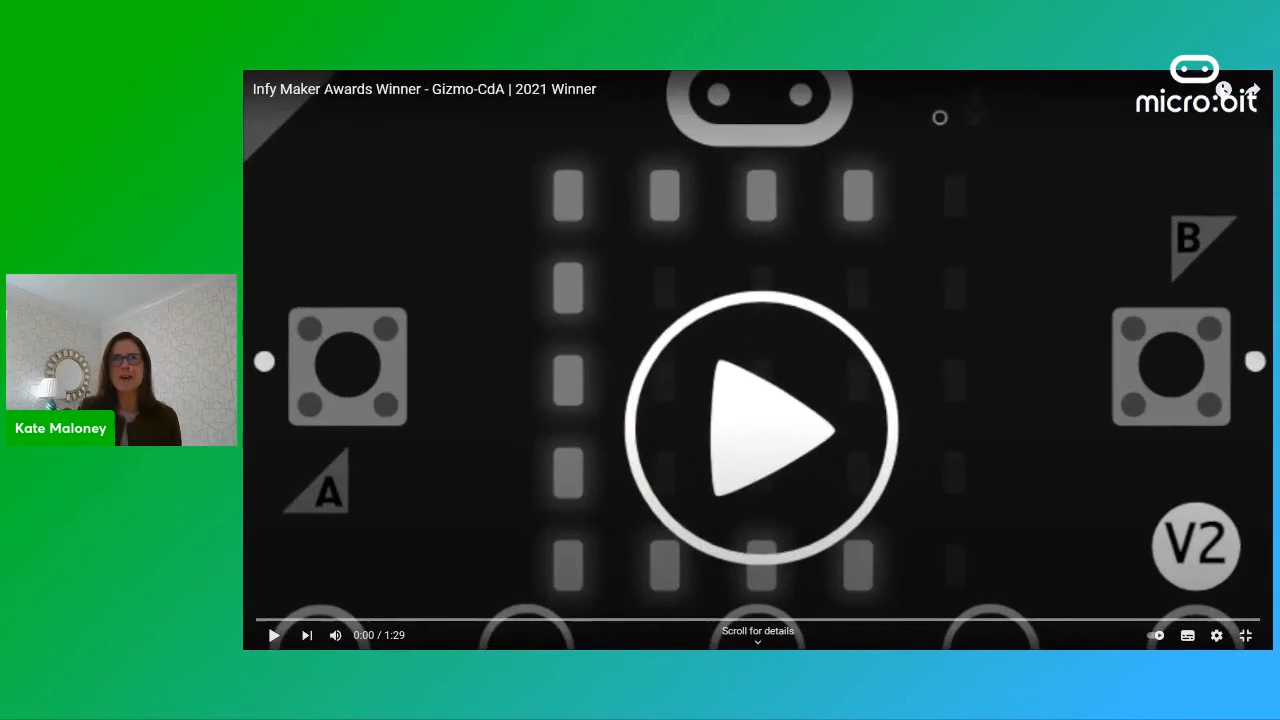 Infy Maker Awards Winner - Gizmo-CdA | 2021 Winner
micro:bit
B
Kate Maloney
A
V2
0:00 / 1:29
Scroll for details